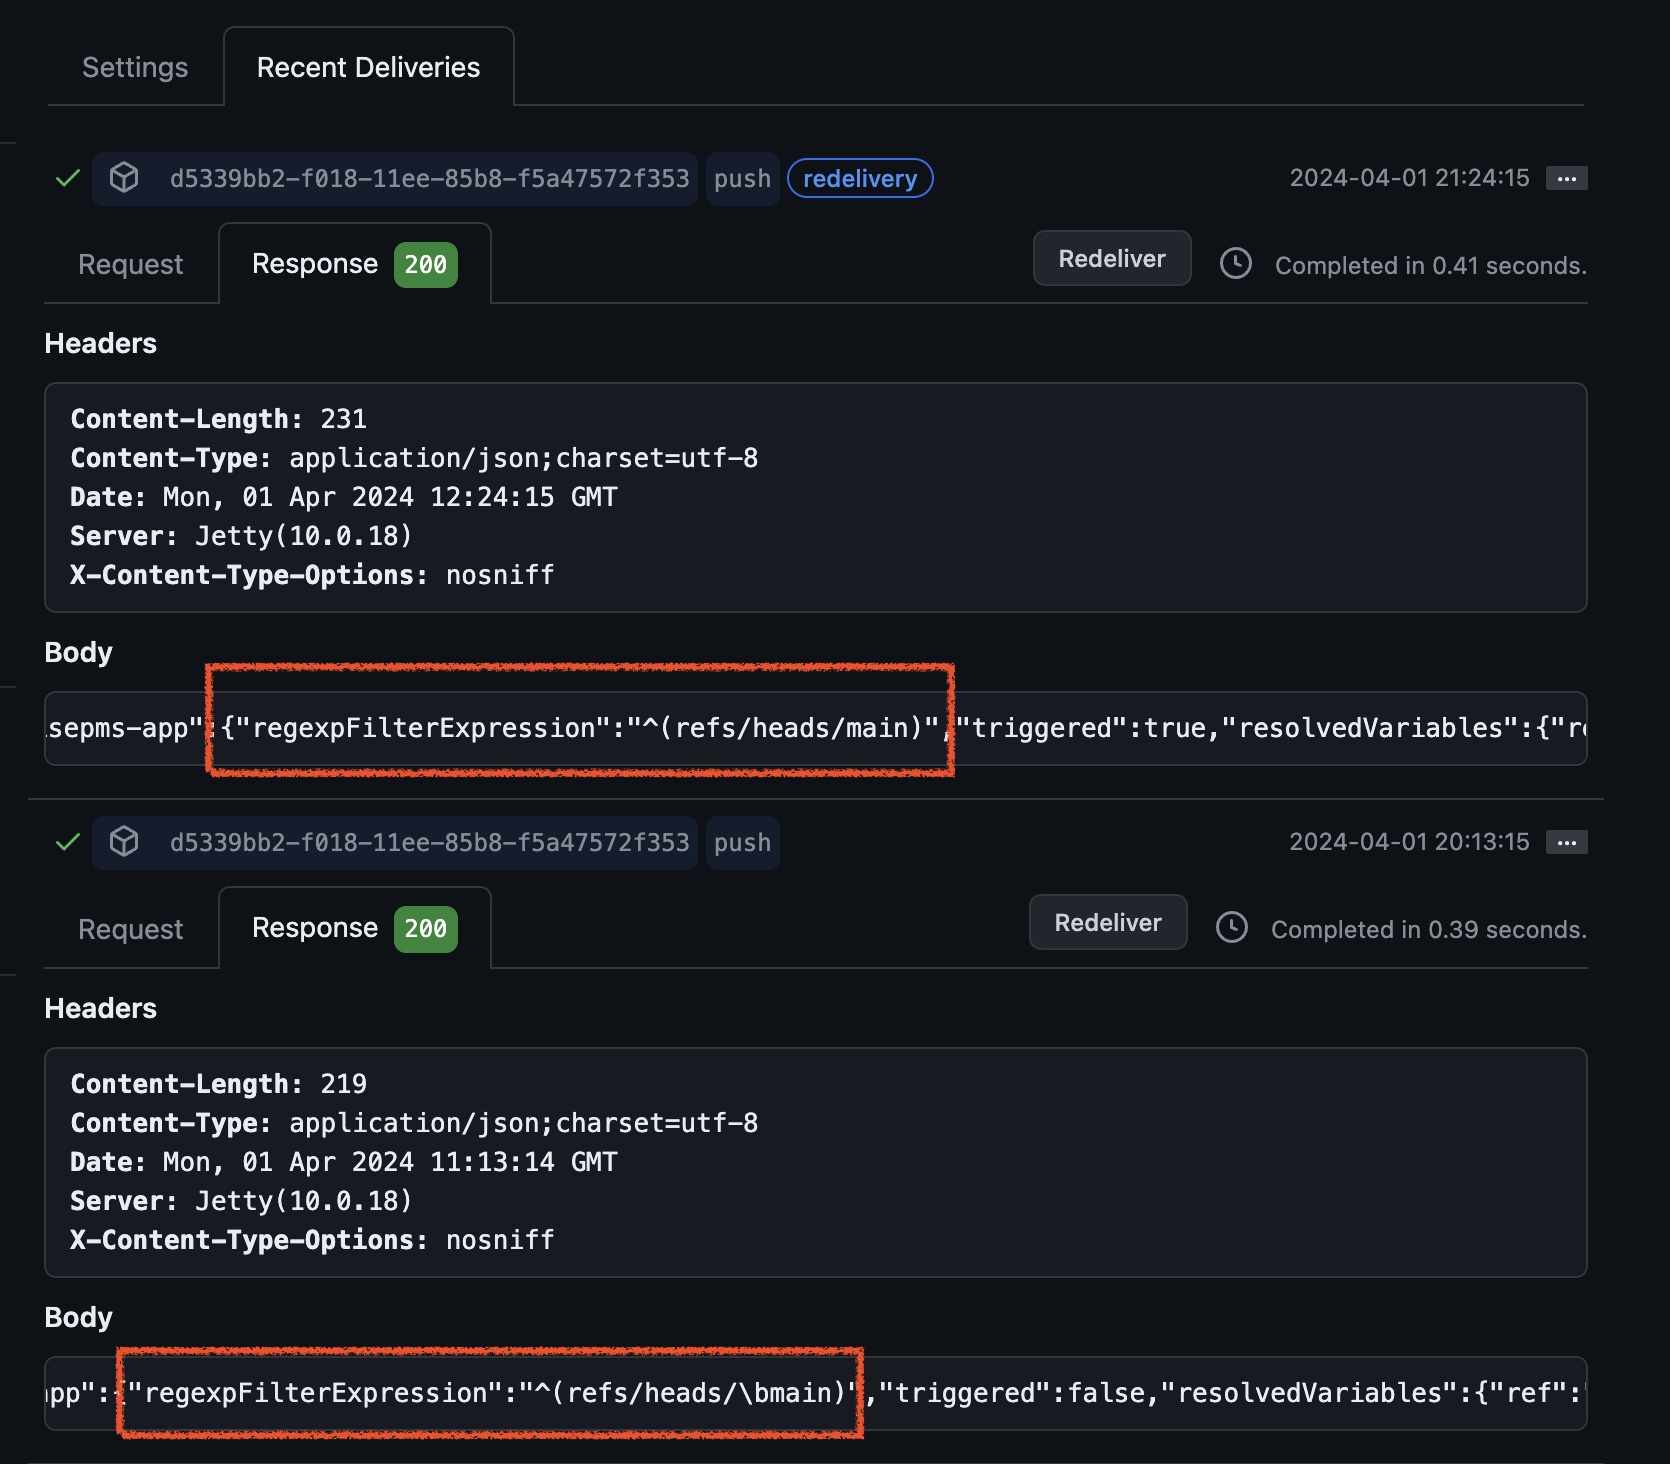 Settings Recent Deliveries
d5339bb2-f018-11ee-85b8-f5a47572f353 push redelivery 2024-04-01 21:24:15 ...
Request Response 200 Redeliver Completed in 0.41 seconds.
Headers
Content-Length: 231
Content-Type: application/json;charset=utf-8
Date: Mon, 01 Apr 2024 12:24:15 GMT
Server: Jetty(10.0.18)
X-Content-Type-Options: nosniff
Body
sepms-app":{"regexpFilterExpression":"^(refs/heads/main)","triggered":true,"resolvedVariables":{"re
d5339bb2-f018-11ee-85b8-f5a47572f353 push 2024-04-01 20:13:15 ...
Request Response 200 Redeliver Completed in 0.39 seconds.
Headers
Content-Length: 219
Content-Type: application/json;charset=utf-8
Date: Mon, 01 Apr 2024 11:13:14 GMT
Server: Jetty(10.0.18)
X-Content-Type-Options: nosniff
Body
pp":{"regexpFilterExpression":"^(refs/heads/\bmain)","triggered":false,"resolvedVariables":{"ref":